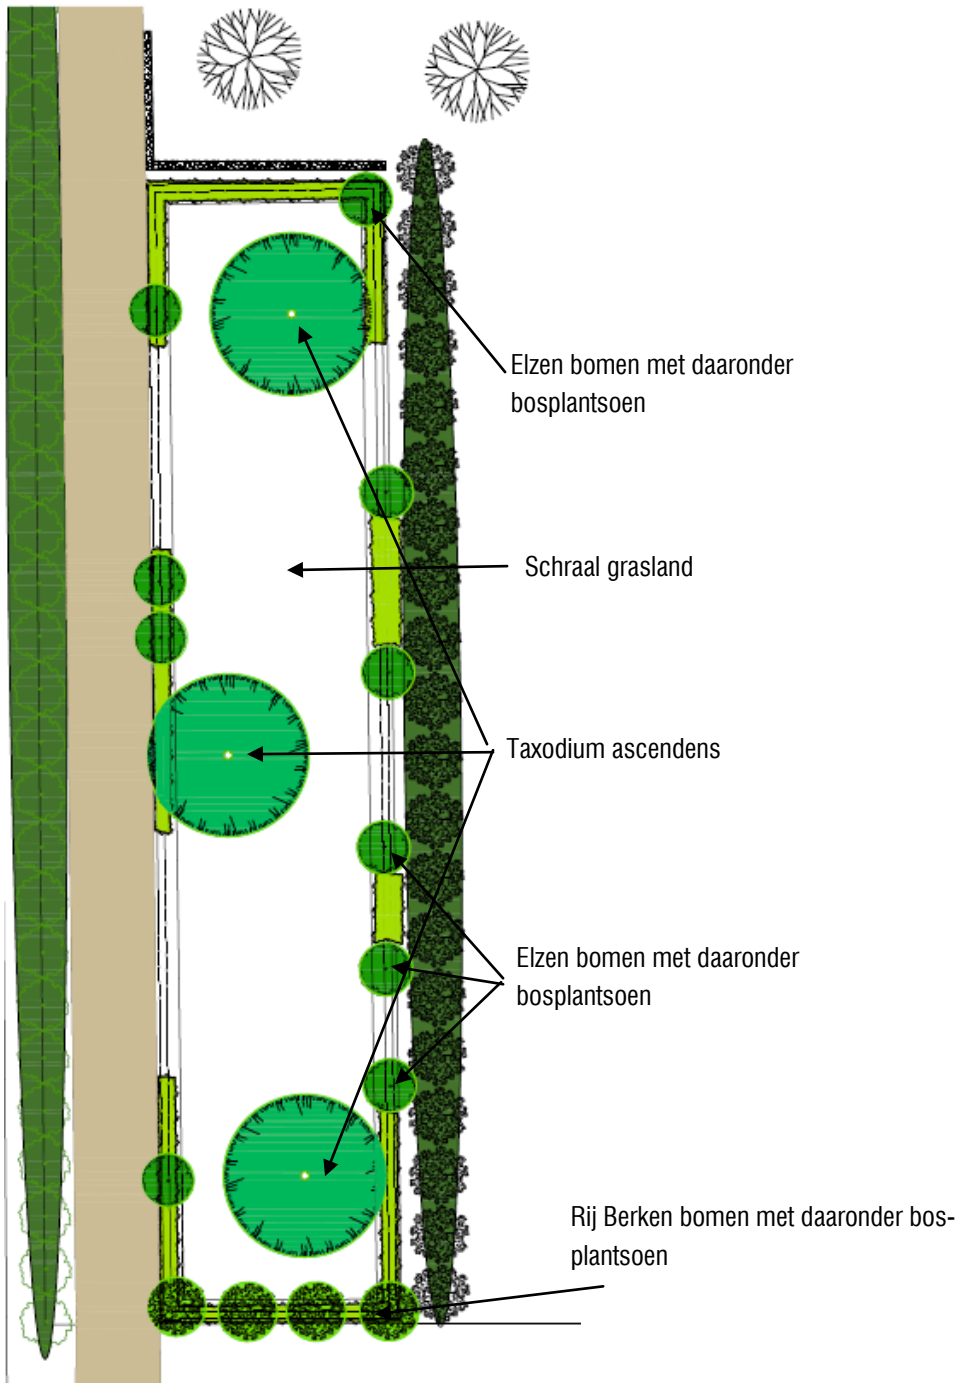 Elzen bomen met daaronder
bosplantsoen
Schraal grasland
Taxodium ascendens
Elzen bomen met daaronder
bosplantsoen
Rij Berken bomen met daaronder bos-
plantsoen